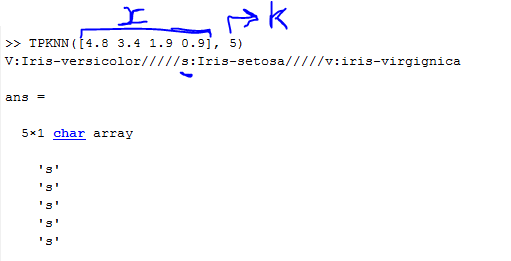 x k
>> TPKNN([4.8 3.4 1.9 0.9], 5)
V:Iris-versicolor/////s:Iris-setosa/////v:iris-virgignica
ans =
5×1 char array
's'
's'
's'
's'
's'